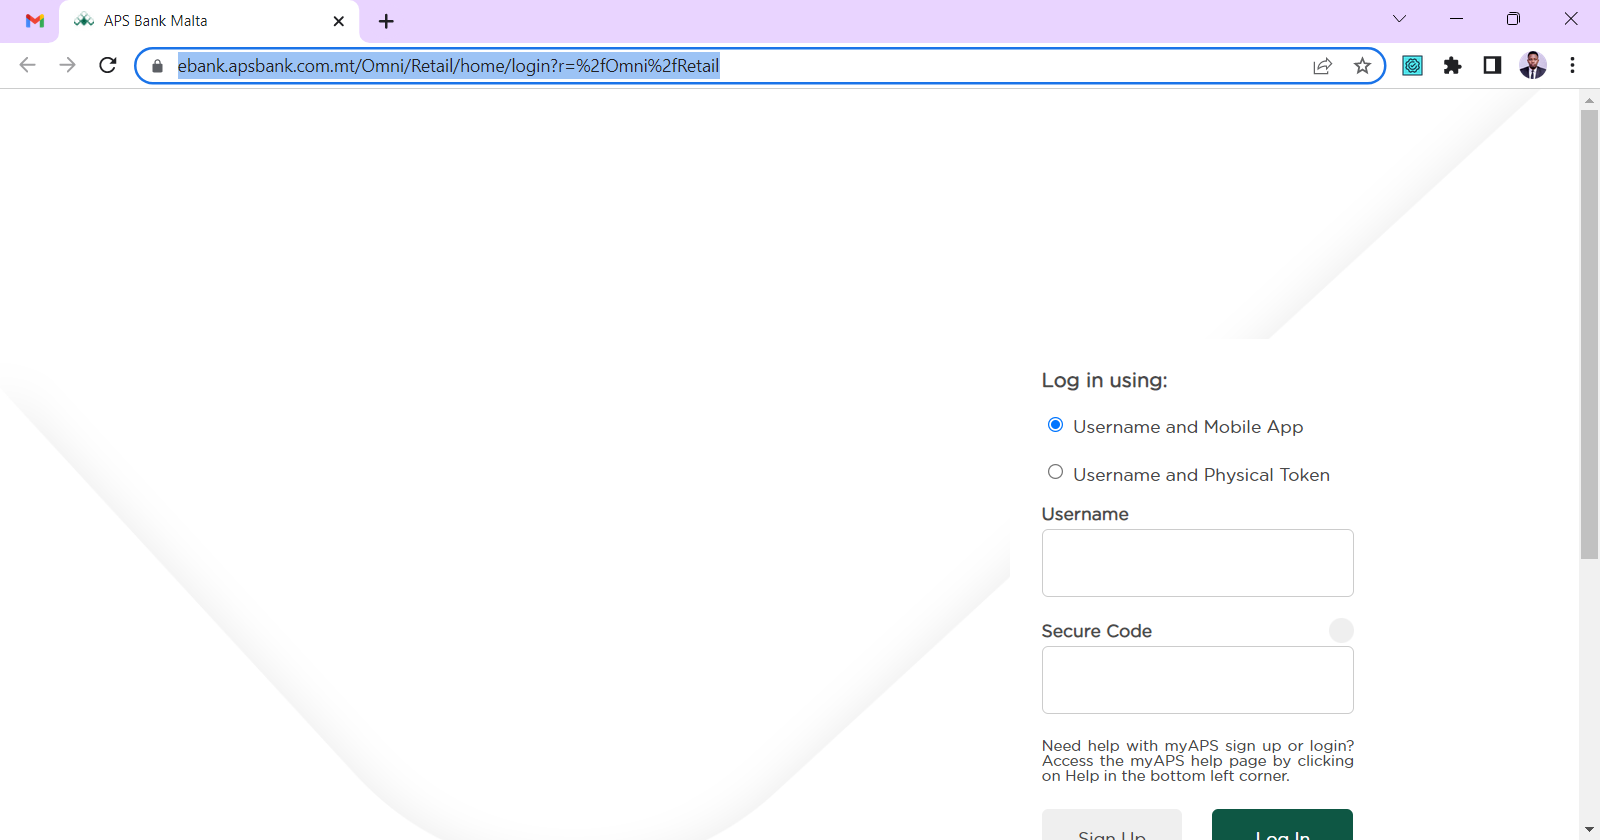 APS Bank Malta
ebank.apsbank.com.mt/Omni/Retail/home/login?r=%2fOmni%2fRetail
Log in using:
Username and Mobile App
Username and Physical Token
Username
Secure Code
Need help with myAPS sign up or login?
Access the myAPS help page by clicking
on Help in the bottom left corner.
Sign Up
Log In